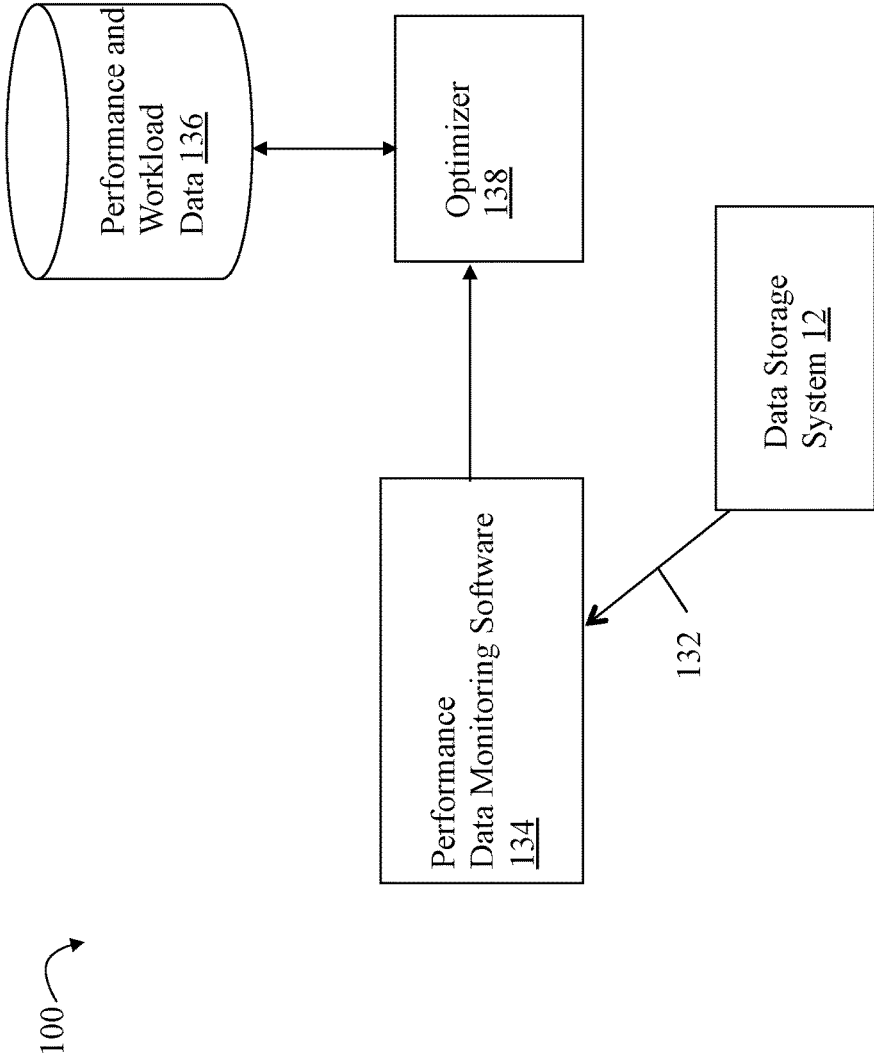 100
Performance
Data Monitoring Software
134
132
Data Storage
System 12
Optimizer
138
Performance and
Workload
Data 136